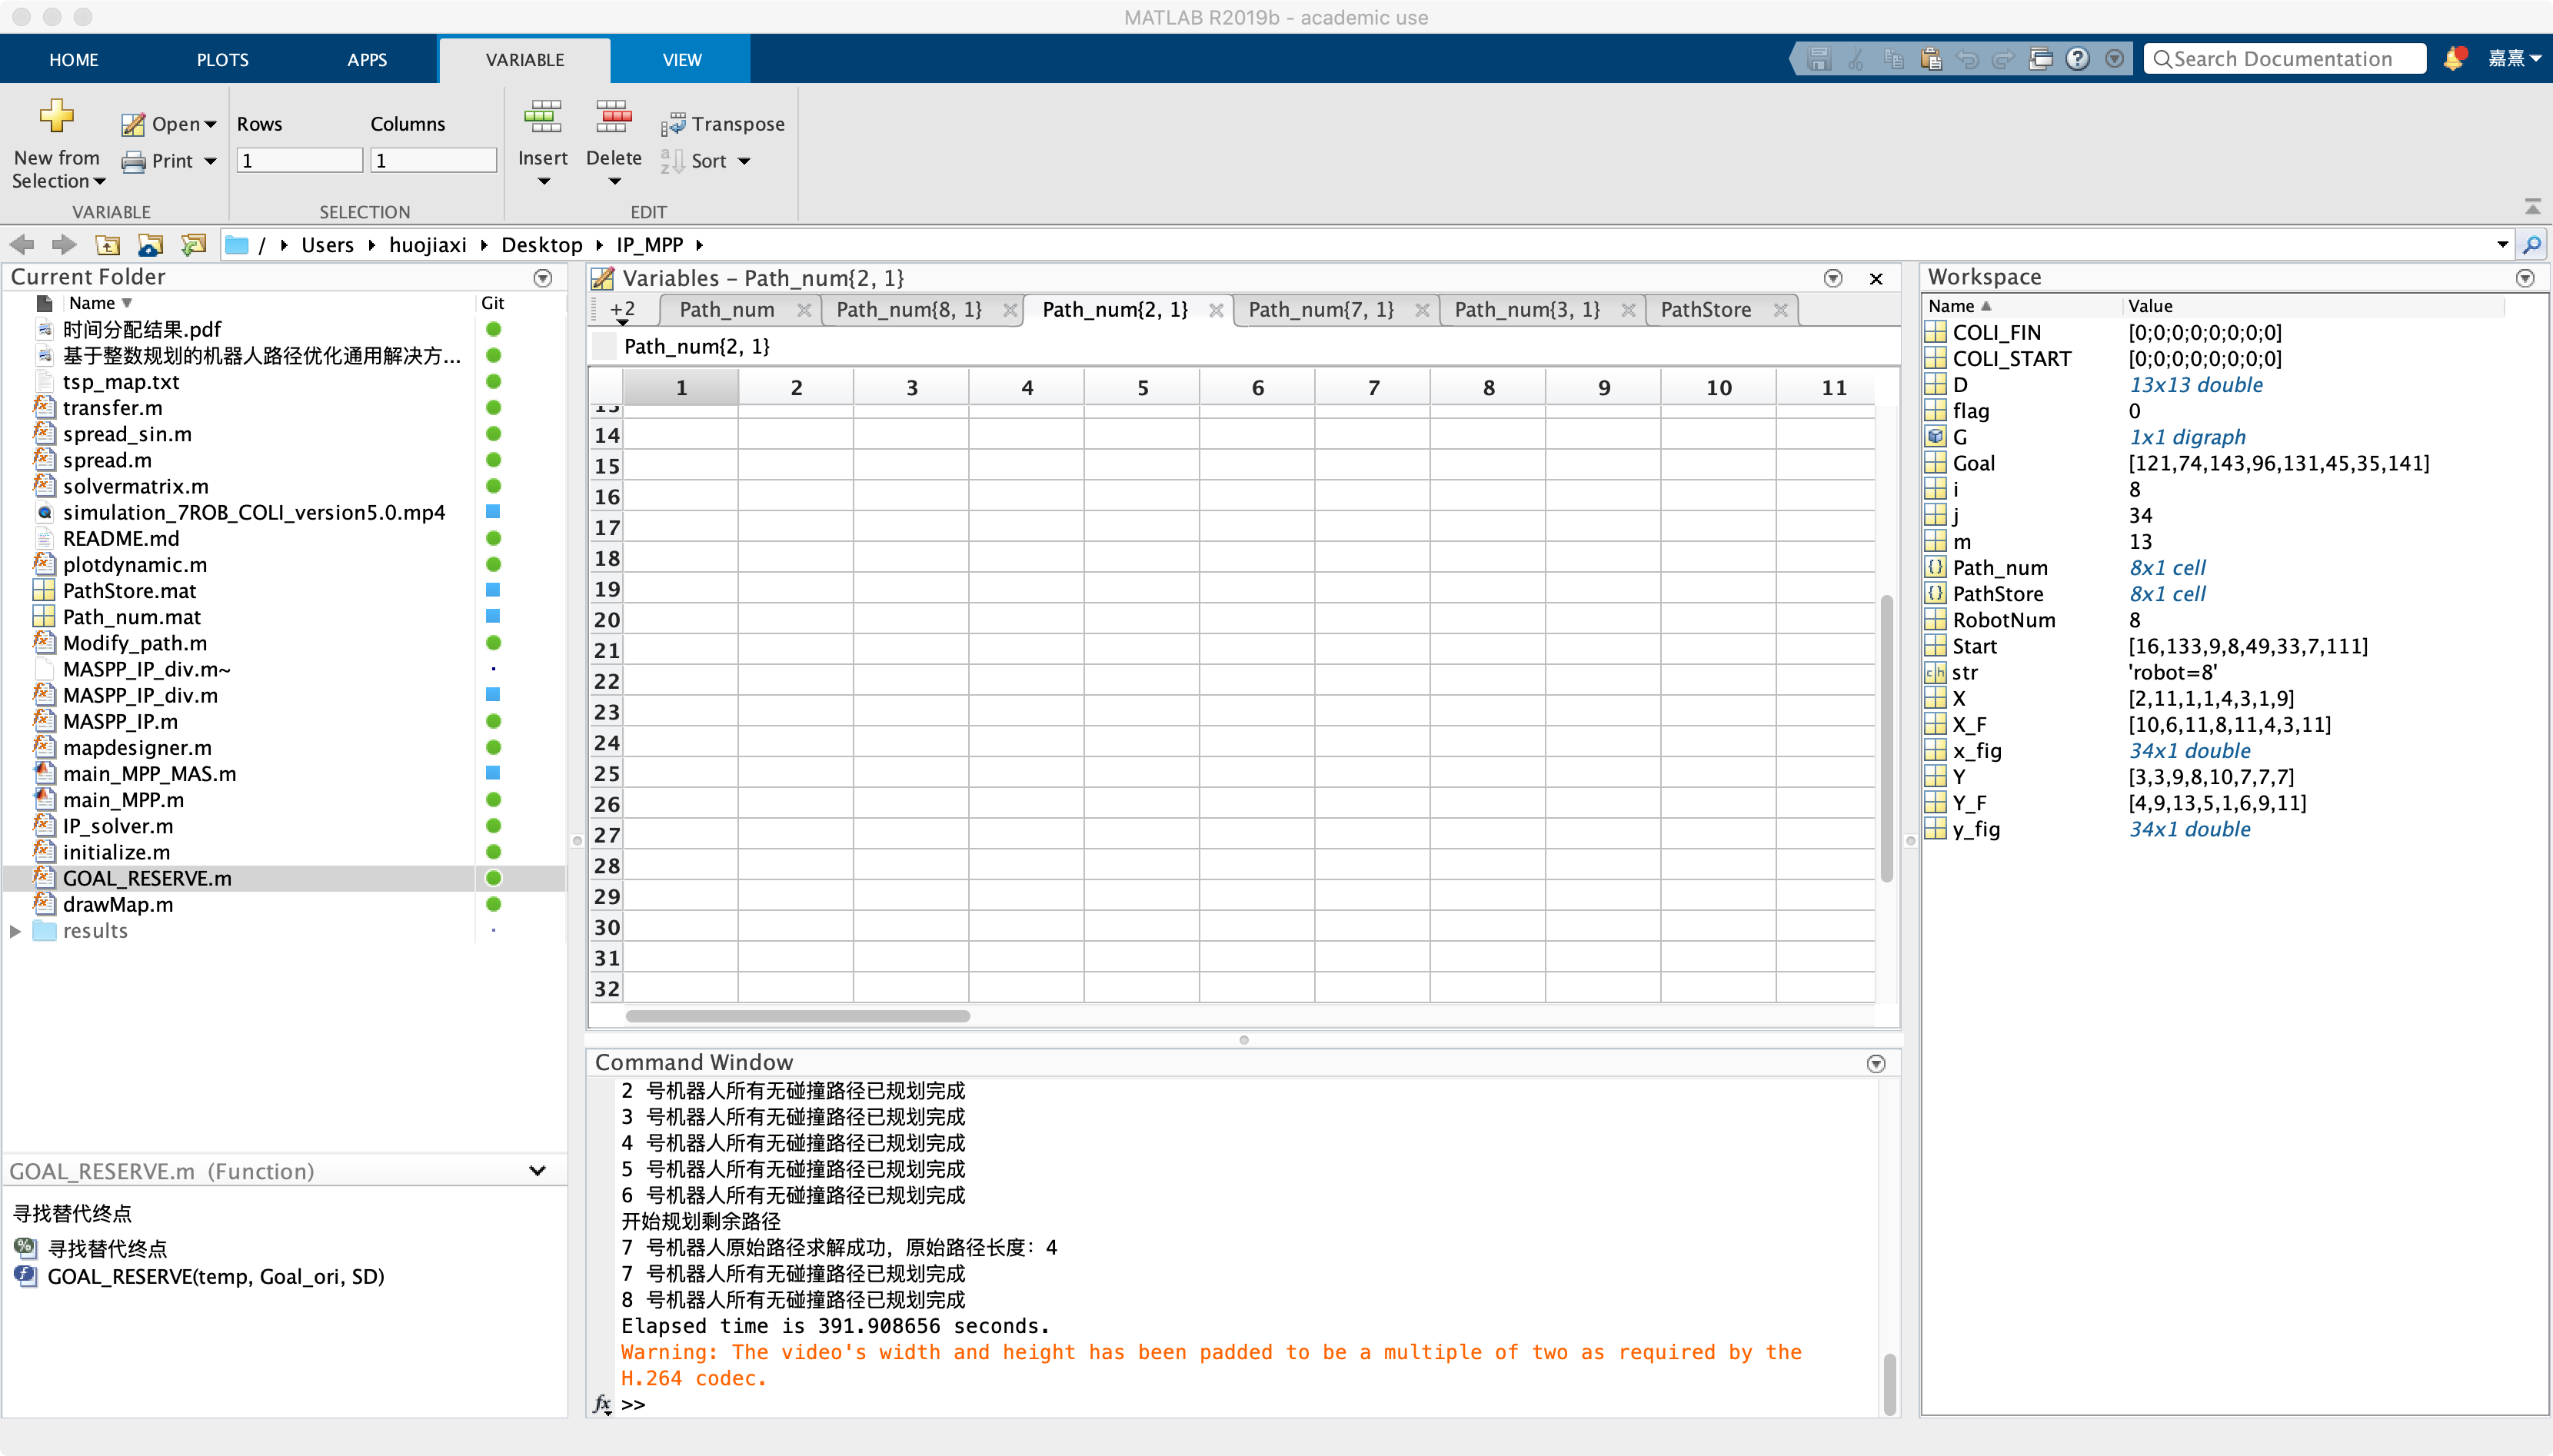 MATLAB R2019b - academic use
HOME
PLOTS
APPS
VARIABLE
VIEW
Search Documentation
嘉熹
New from
Selection
Open
Print
VARIABLE
Rows
Columns
1
1
SELECTION
Insert
Delete
Transpose
Sort
EDIT
/ Users huojiaxi Desktop IP_MPP
Current Folder
Name
Git
时间分配结果.pdf
基于整数规划的机器人路径优化通用解决方...
tsp_map.txt
transfer.m
spread_sin.m
spread.m
solvermatrix.m
simulation_7ROB_COLI_version5.0.mp4
README.md
plotdynamic.m
PathStore.mat
Path_num.mat
Modify_path.m
MASPP_IP_div.m~
MASPP_IP_div.m
MASPP_IP.m
mapdesigner.m
main_MPP_MAS.m
main_MPP.m
IP_solver.m
initialize.m
GOAL_RESERVE.m
drawMap.m
results
GOAL_RESERVE.m (Function)
寻找替代终点
寻找替代终点
GOAL_RESERVE(temp, Goal_ori, SD)
Variables - Path_num{2, 1}
+2
Path_num
Path_num{8, 1}
Path_num{2, 1}
Path_num{7, 1}
Path_num{3, 1}
PathStore
Path_num{2, 1}
1 2 3 4 5 6 7 8 9 10 11
13
14
15
16
17
18
19
20
21
22
23
24
25
26
27
28
29
30
31
32
Command Window
2 号机器人所有无碰撞路径已规划完成
3 号机器人所有无碰撞路径已规划完成
4 号机器人所有无碰撞路径已规划完成
5 号机器人所有无碰撞路径已规划完成
6 号机器人所有无碰撞路径已规划完成
开始规划剩余路径
7 号机器人原始路径求解成功，原始路径长度：4
7 号机器人所有无碰撞路径已规划完成
8 号机器人所有无碰撞路径已规划完成
Elapsed time is 391.908656 seconds.
Warning: The video's width and height has been padded to be a multiple of two as required by the
H.264 codec.
fx >>
Workspace
Name Value
COLI_FIN [0;0;0;0;0;0;0;0]
COLI_START [0;0;0;0;0;0;0;0]
D 13x13 double
flag 0
G 1x1 digraph
Goal [121,74,143,96,131,45,35,141]
i 8
j 34
m 13
Path_num 8x1 cell
PathStore 8x1 cell
RobotNum 8
Start [16,133,9,8,49,33,7,111]
str 'robot=8'
X [2,11,1,1,4,3,1,9]
X_F [10,6,11,8,11,4,3,11]
x_fig 34x1 double
Y [3,3,9,8,10,7,7,7]
Y_F [4,9,13,5,1,6,9,11]
y_fig 34x1 double